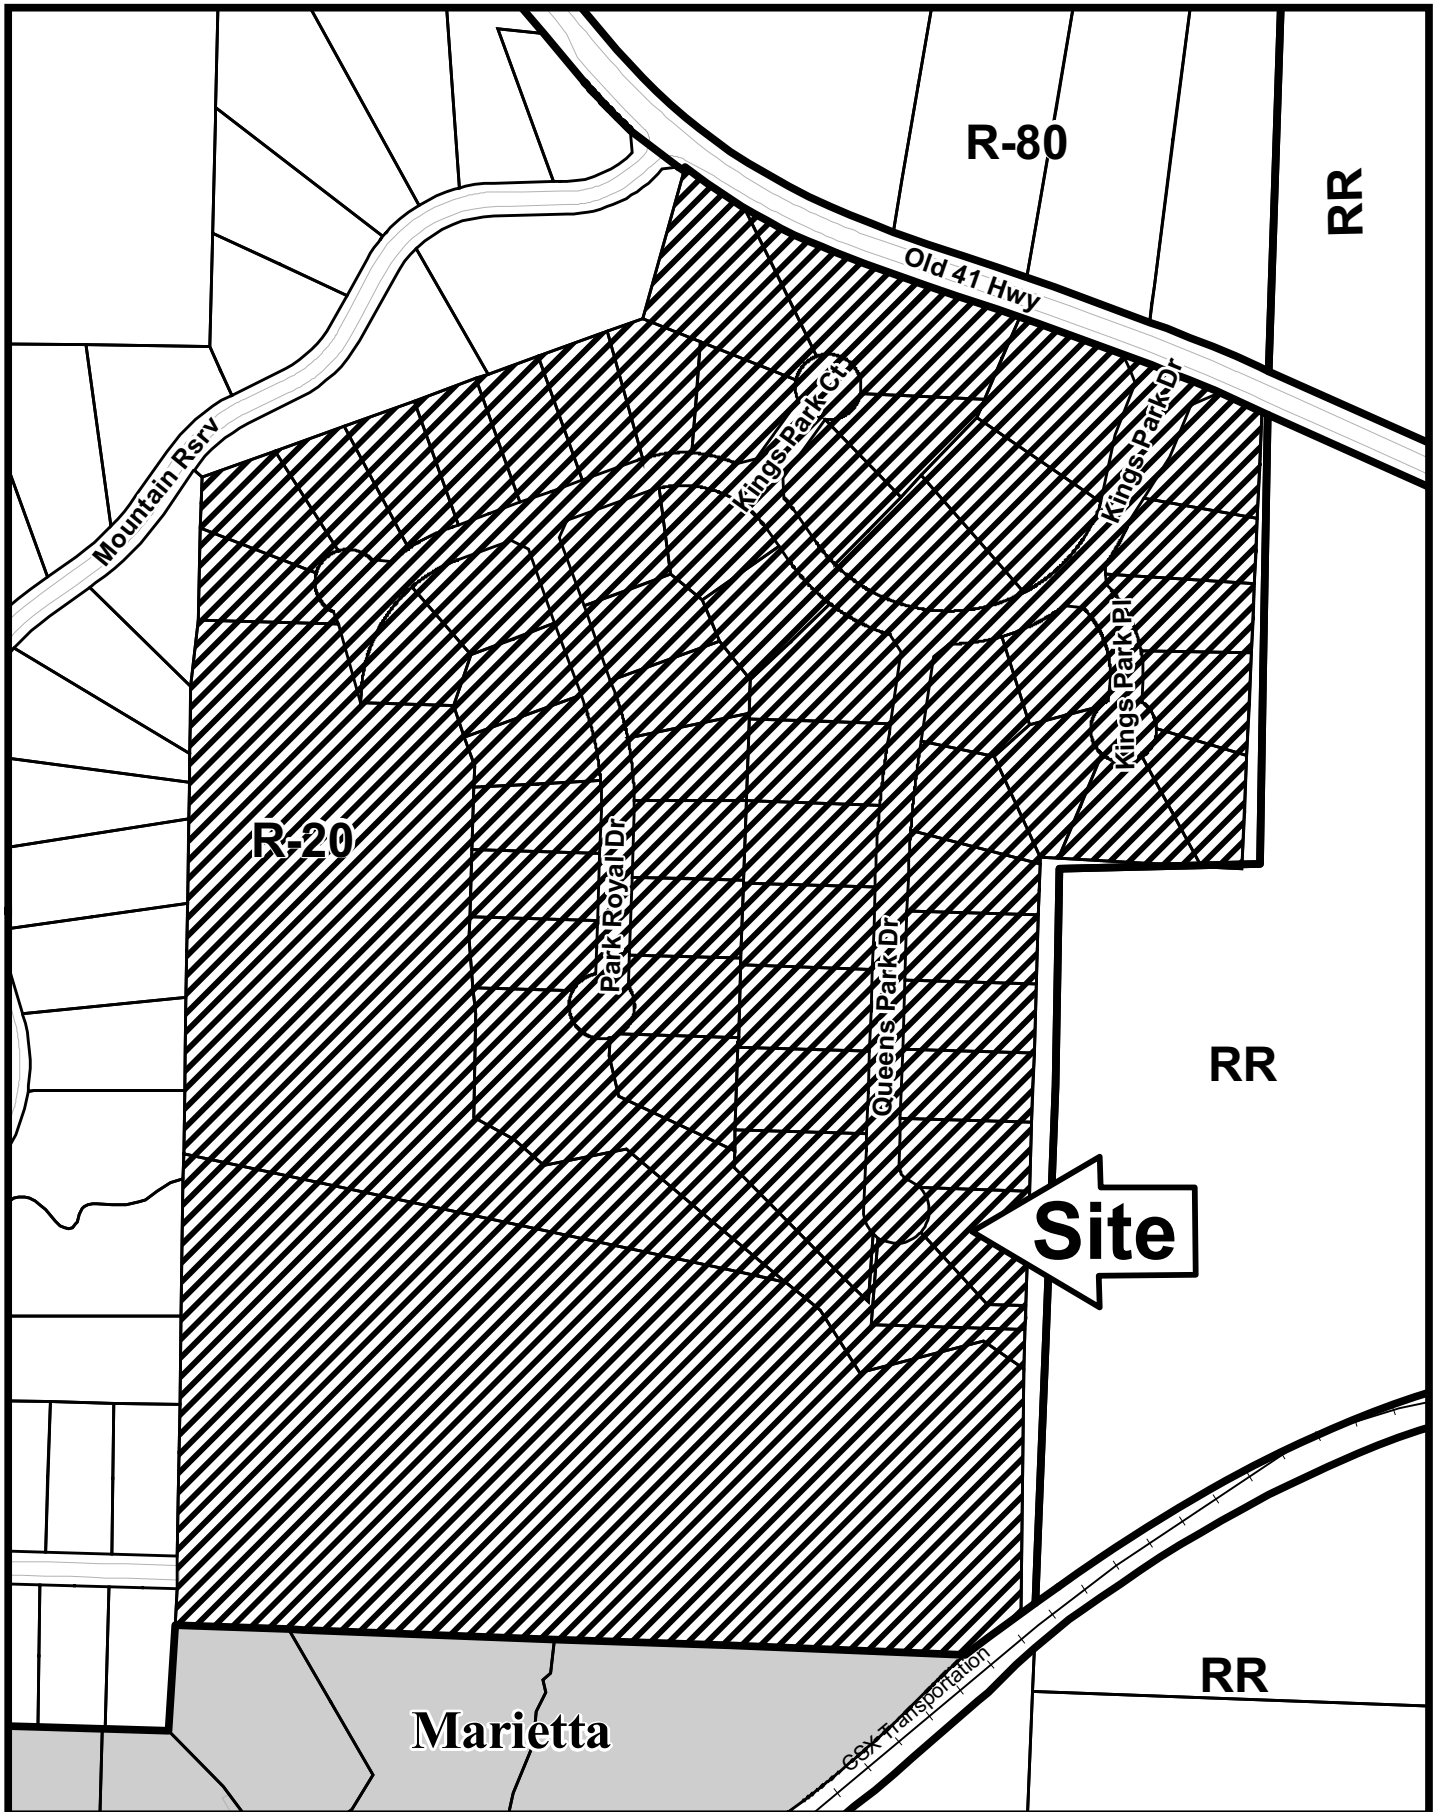 R-80
RR
Old 41 Hwy
Kings Park Ct
Kings Park Dr
Mountain Rsrv
Kings Park Pl
R-20
Park Royal Dr
Queens Park Dr
RR
Site
RR
CSX Transportation
Marietta